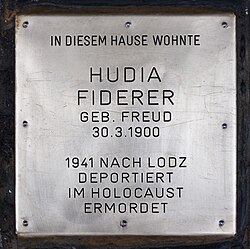 IN DIESEM HAUSE WOHNTE
HUDIA
FIDERER
GEB. FREUD
30.3.1900
1941 NACH LODZ
DEPORTIERT
IM HOLOCAUST
ERMORDET